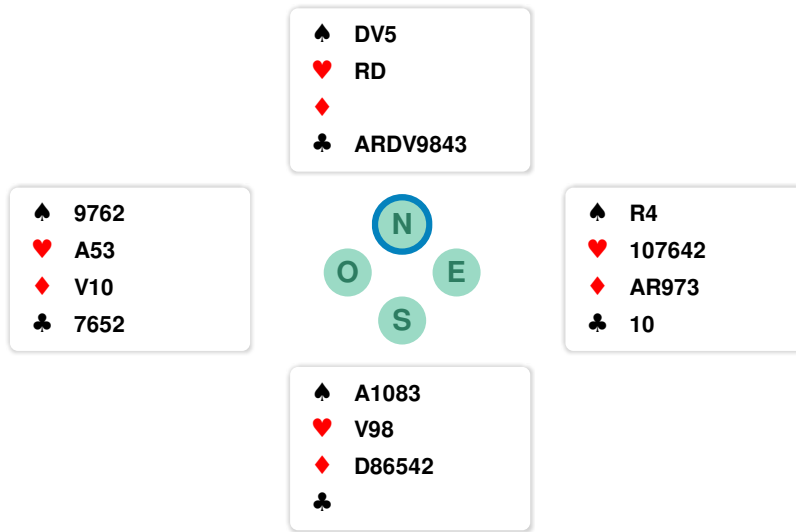 ♠ DV5
♥ RD
♦
♣ ARDV9843
♠ 9762
♥ A53
♦ V10
♣ 7652
N
O E
S
♠ R4
♥ 107642
♦ AR973
♣ 10
♠ A1083
♥ V98
♦ D86542
♣